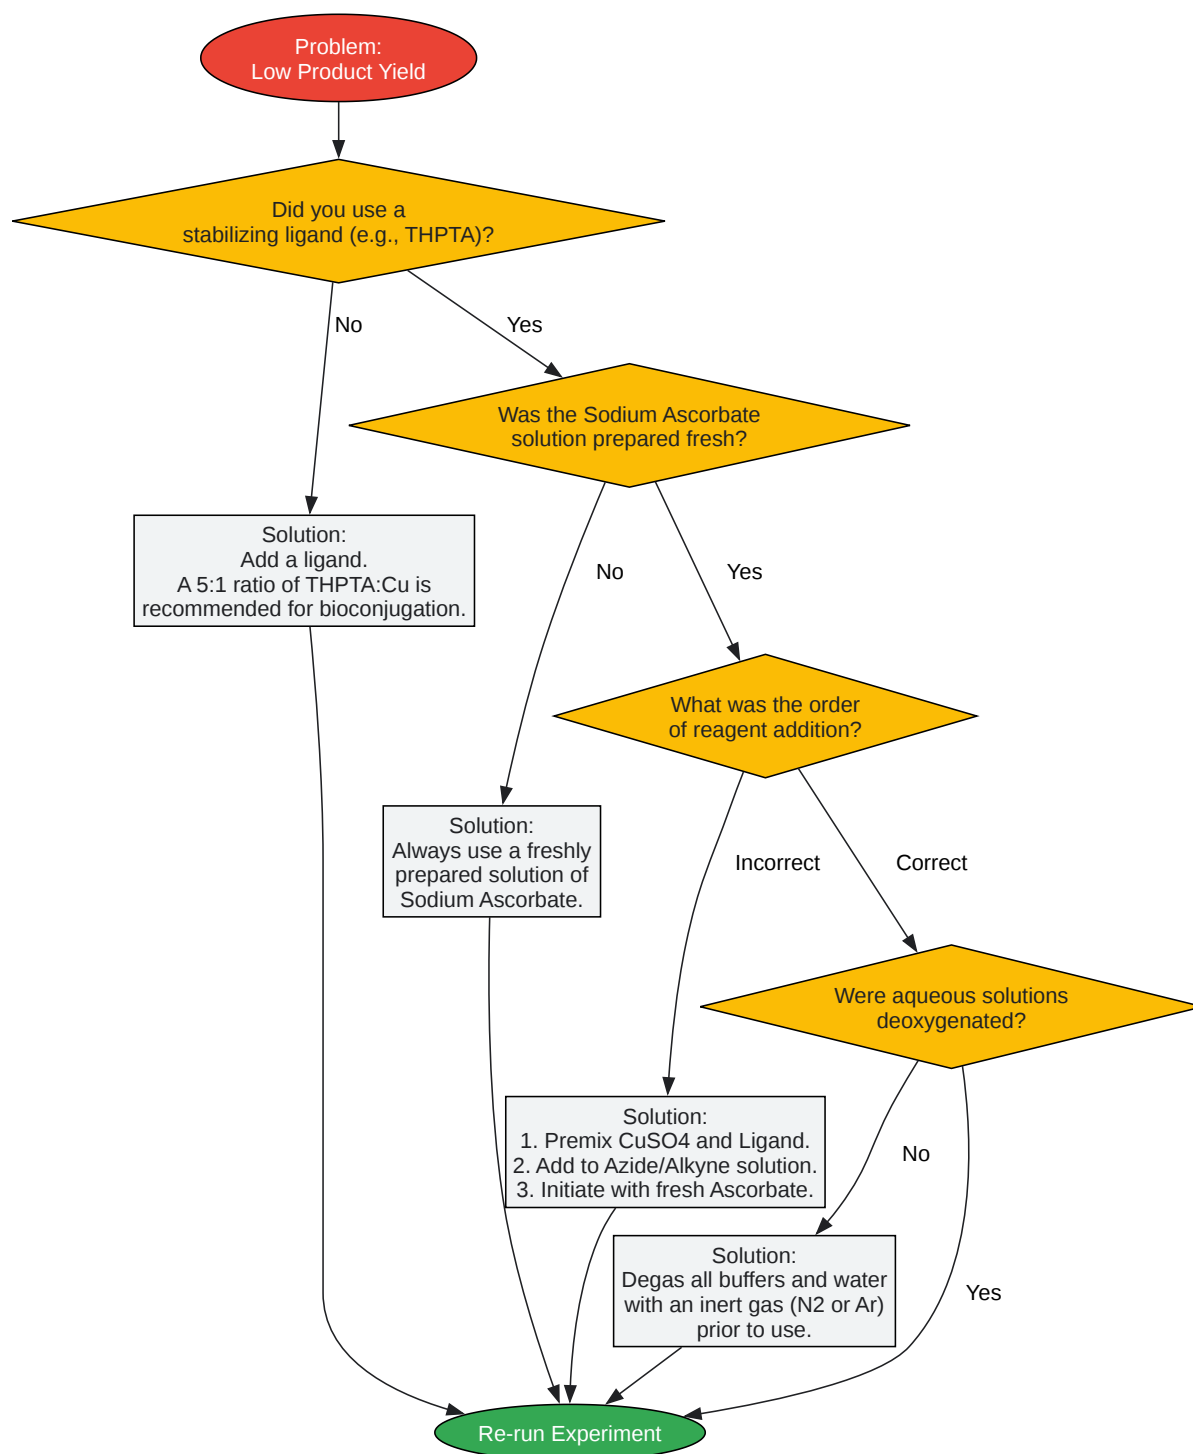 Problem:
Low Product Yield
Did you use a
stabilizing ligand (e.g., THPTA)?
No
Yes
Was the Sodium Ascorbate
solution prepared fresh?
Solution:
Add a ligand.
A 5:1 ratio of THPTA:Cu is
recommended for bioconjugation.
No
Yes
What was the order
of reagent addition?
Solution:
Always use a freshly
prepared solution of
Sodium Ascorbate.
Incorrect
Correct
Were aqueous solutions
deoxygenated?
Solution:
1. Premix CuSO4 and Ligand.
2. Add to Azide/Alkyne solution.
3. Initiate with fresh Ascorbate.
No
Solution:
Degas all buffers and water
with an inert gas (N2 or Ar)
prior to use.
Yes
Re-run Experiment